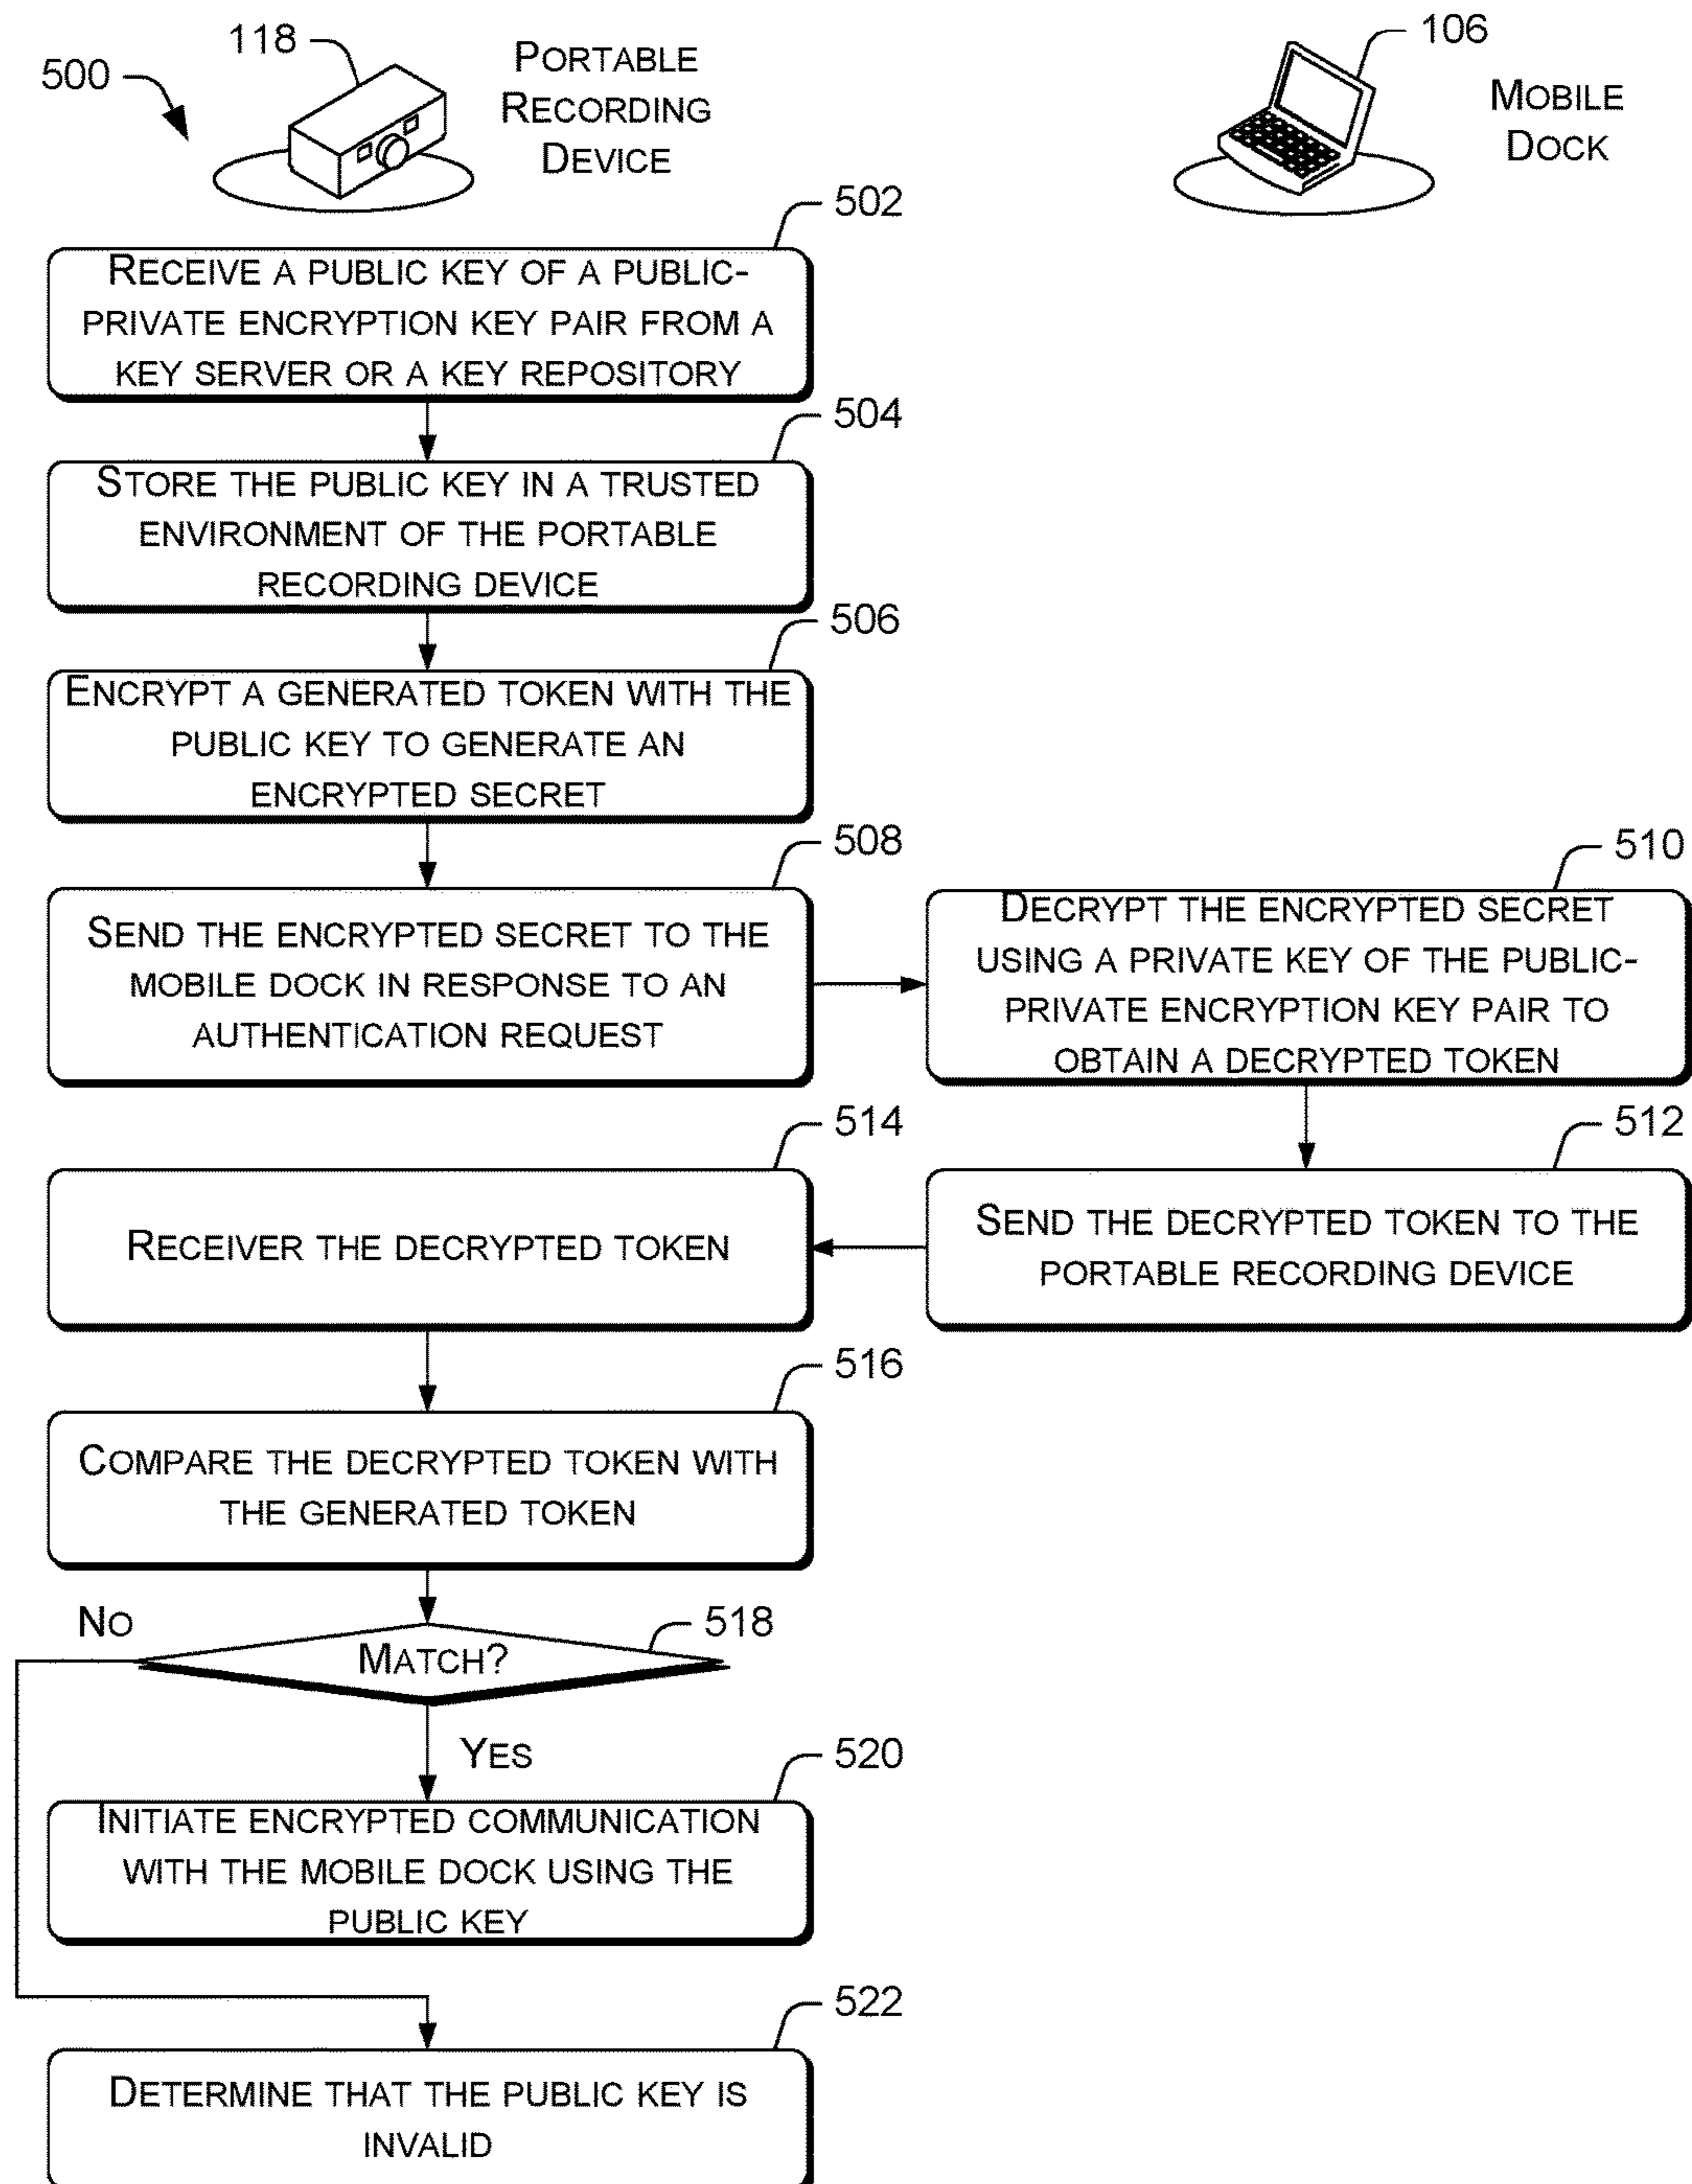 500
118
PORTABLE
RECORDING
DEVICE
106
MOBILE
DOCK
502
RECEIVE A PUBLIC KEY OF A PUBLIC-
PRIVATE ENCRYPTION KEY PAIR FROM A
KEY SERVER OR A KEY REPOSITORY
504
STORE THE PUBLIC KEY IN A TRUSTED
ENVIRONMENT OF THE PORTABLE
RECORDING DEVICE
506
ENCRYPT A GENERATED TOKEN WITH THE
PUBLIC KEY TO GENERATE AN
ENCRYPTED SECRET
508
SEND THE ENCRYPTED SECRET TO THE
MOBILE DOCK IN RESPONSE TO AN
AUTHENTICATION REQUEST
510
DECRYPT THE ENCRYPTED SECRET
USING A PRIVATE KEY OF THE PUBLIC-
PRIVATE ENCRYPTION KEY PAIR TO
OBTAIN A DECRYPTED TOKEN
512
SEND THE DECRYPTED TOKEN TO THE
PORTABLE RECORDING DEVICE
514
RECEIVER THE DECRYPTED TOKEN
516
COMPARE THE DECRYPTED TOKEN WITH
THE GENERATED TOKEN
518
MATCH?
NO
YES
520
INITIATE ENCRYPTED COMMUNICATION
WITH THE MOBILE DOCK USING THE
PUBLIC KEY
522
DETERMINE THAT THE PUBLIC KEY IS
INVALID